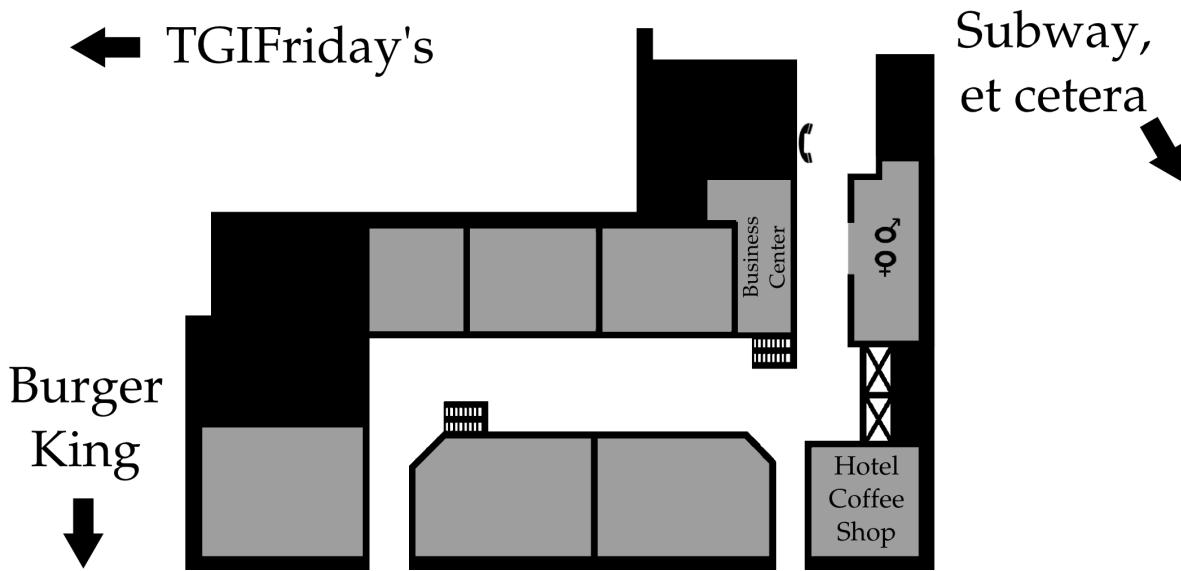 TGIFriday's
Subway,
et cetera
Business
Center
Burger
King
Hotel
Coffee
Shop